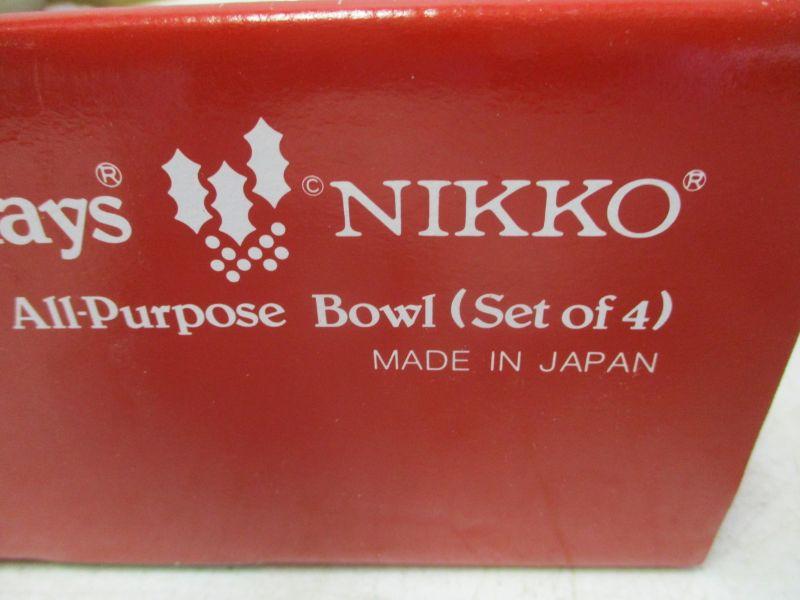 ays® © NIKKO®
All-Purpose Bowl (Set of 4)
MADE IN JAPAN